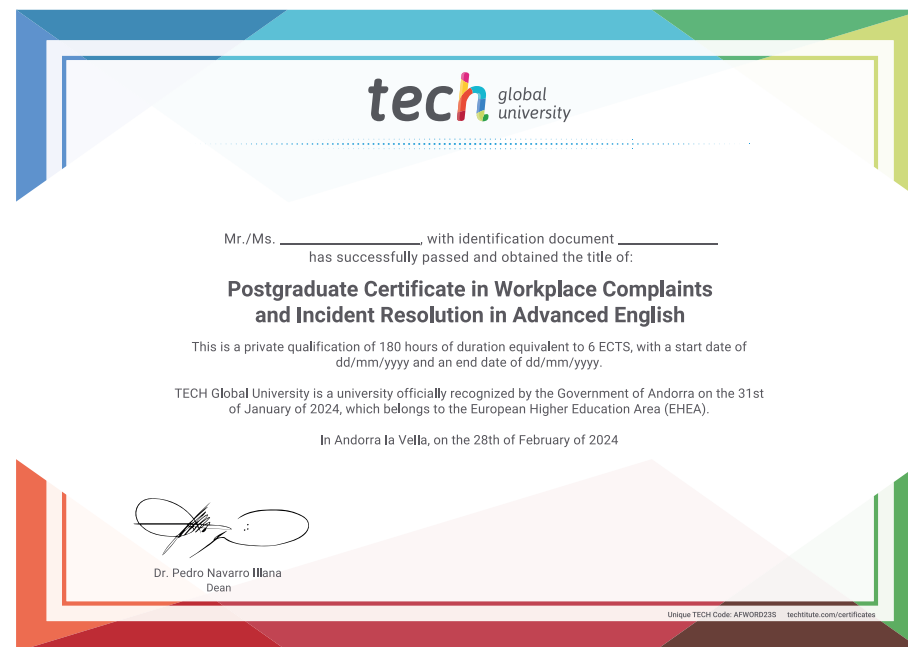 tech global university
Mr./Ms. ____________________, with identification document ______________
has successfully passed and obtained the title of:
Postgraduate Certificate in Workplace Complaints
and Incident Resolution in Advanced English
This is a private qualification of 180 hours of duration equivalent to 6 ECTS, with a start date of
dd/mm/yyyy and an end date of dd/mm/yyyy.
TECH Global University is a university officially recognized by the Government of Andorra on the 31st
of January of 2024, which belongs to the European Higher Education Area (EHEA).
In Andorra la Vella, on the 28th of February of 2024
Dr. Pedro Navarro Illana
Dean
Unique TECH Code: AFWORD23S techtitute.com/certificates